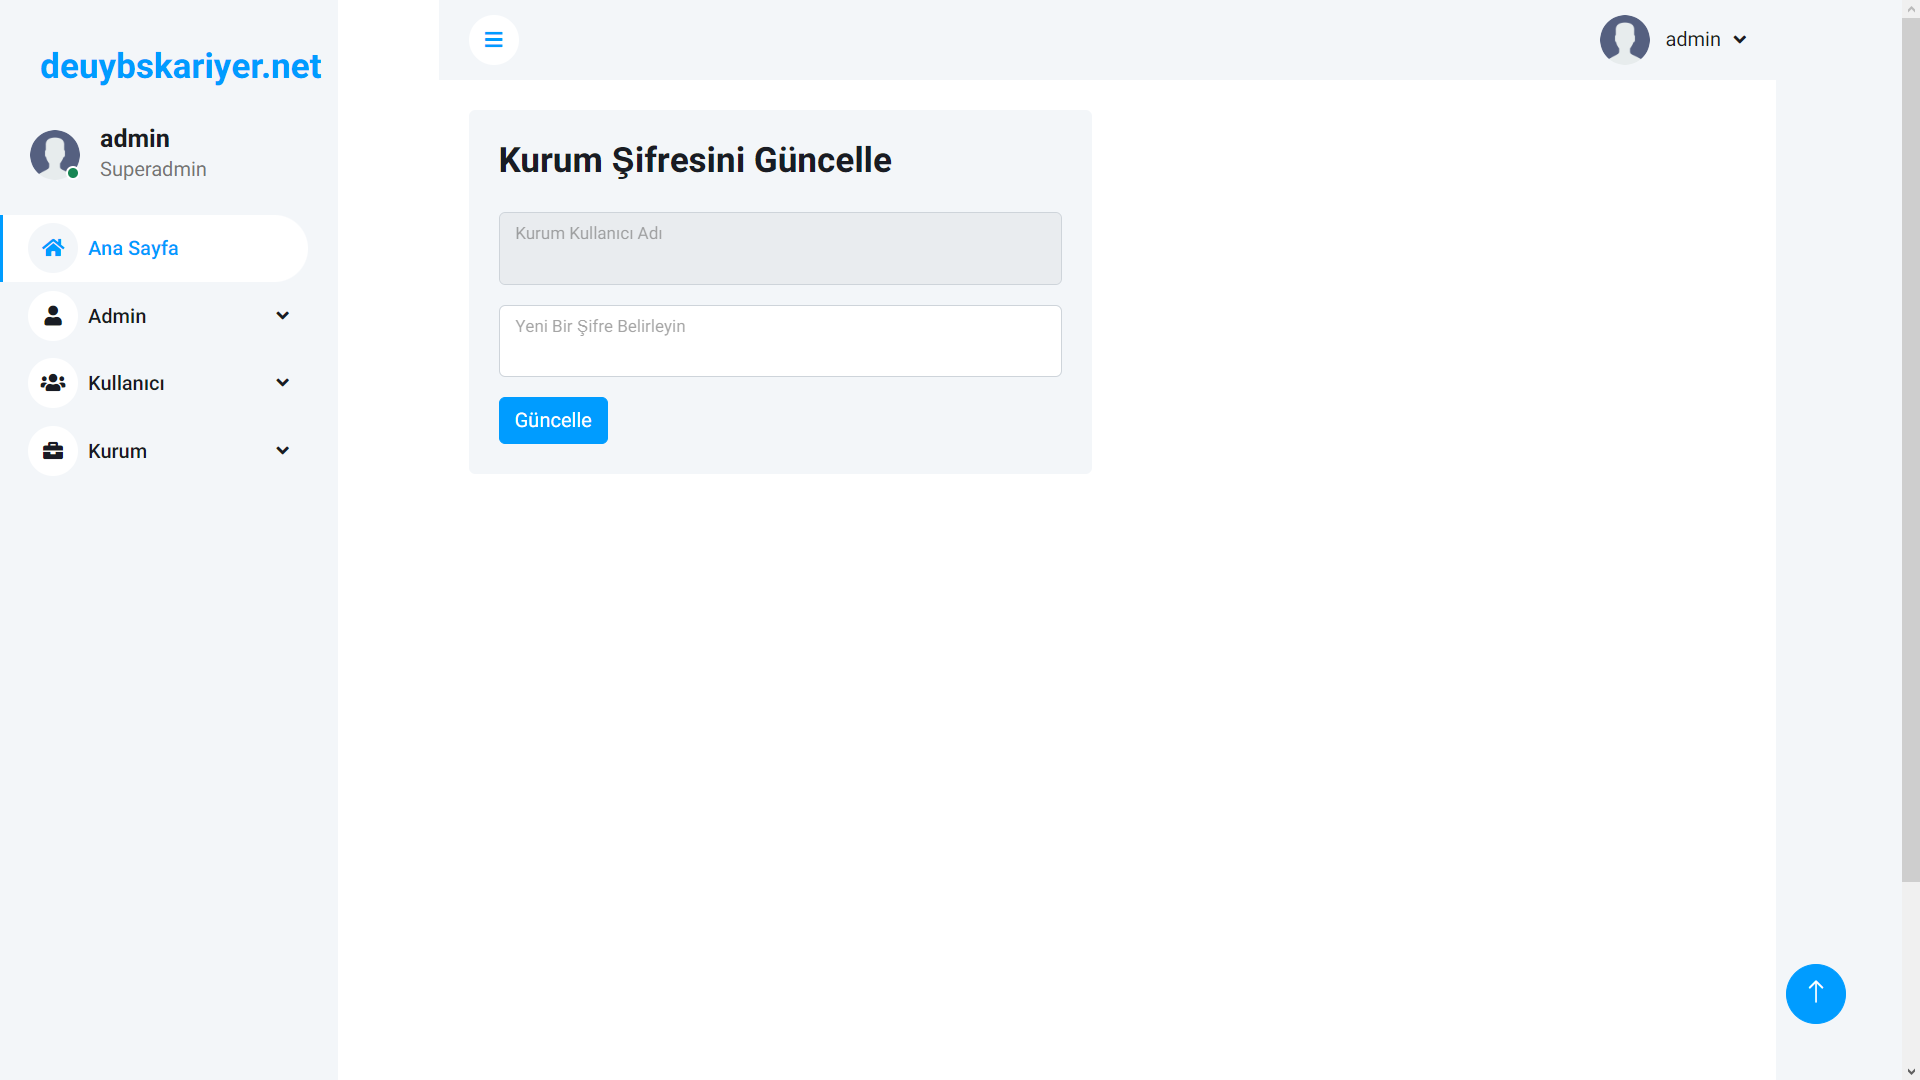 deuybskariyer.net
admin
Superadmin
Ana Sayfa
Admin
Kullanıcı
Kurum
admin
Kurum Şifresini Güncelle
Kurum Kullanıcı Adı
Yeni Bir Şifre Belirleyin
Güncelle